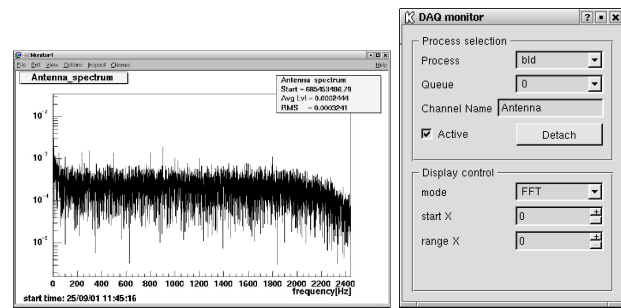 Monitor1
File Edit View Options Inspect Classes Help
Antenna_spectrum
Antenna spectrum
Start = 685453496.79
Avg Lvl = 0.0002444
RMS = 0.0003241
10-2
10-3
10-4
10-5
0 200 400 600 800 1000 1200 1400 1600 1800 2000 2200 2400
frequency[Hz]
start time: 25/09/01 11:45:16
DAQ monitor
Process selection
Process bld
Queue 0
Channel Name Antenna
Active Detach
Display control
mode FFT
start X 0
range X 0